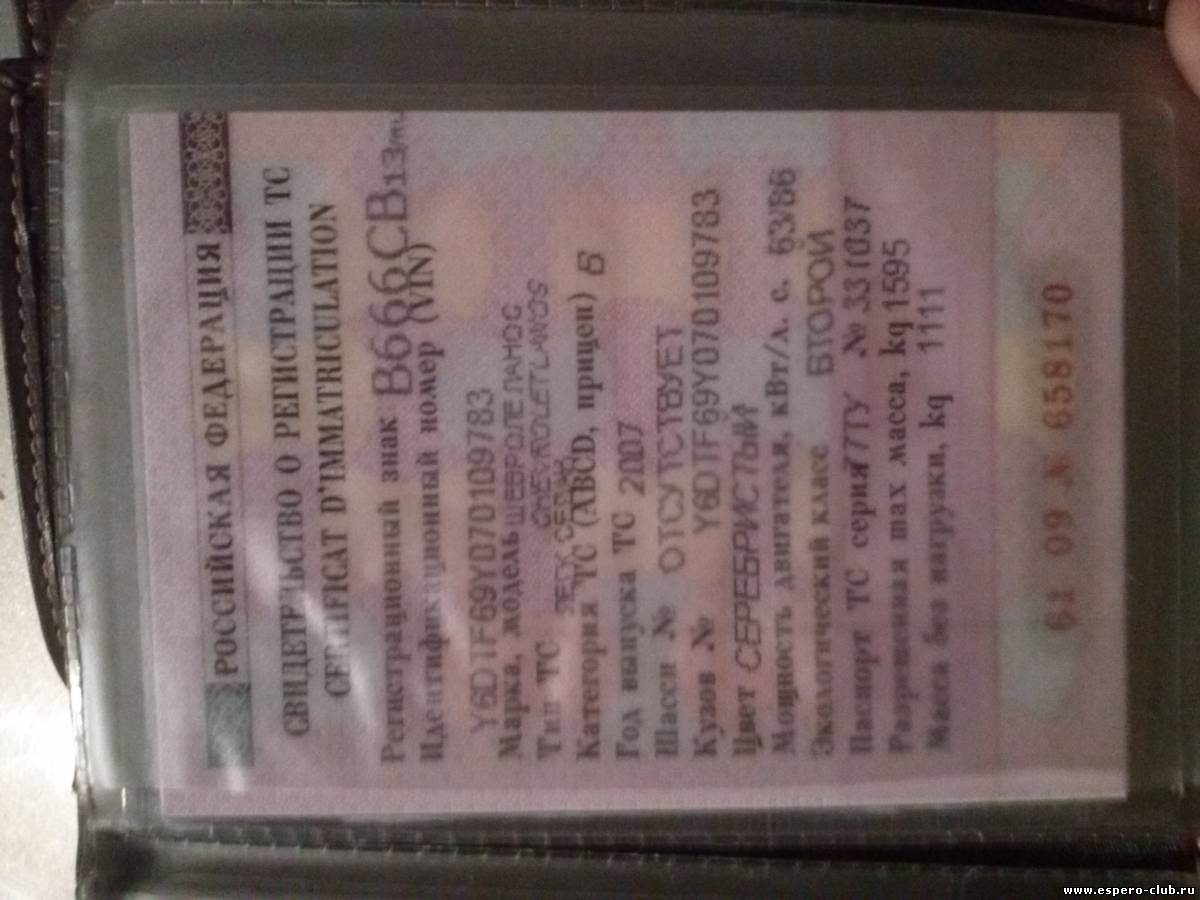 РОССИЙСКАЯ ФЕДЕРАЦИЯ
СВИДЕТЕЛЬСТВО О РЕГИСТРАЦИИ ТС
CERTIFICAT D'IMMATRICULATION
Регистрационный знак В666СВ13
Идентификационный номер (VIN)
Y6DTF69Y070109783
Марка, модель ШЕВРОЛЕ ЛАНОС
CHEVROLET LANOS
Тип ТС ЛЕГК. СЕДАН
Категория ТС (ABCD, прицеп) B
Год выпуска ТС 2007
Шасси № ОТСУТСТВУЕТ
Кузов № Y6DTF69Y070109783
Цвет СЕРЕБРИСТЫЙ
Мощность двигателя, кВт/л. с. 63/86
Экологический класс ВТОРОЙ
Паспорт ТС серия 77ТУ № 331037
Разрешенная max масса, kg 1595
Масса без нагрузки, kg 1111
61 09 № 658170
www.espero-club.ru